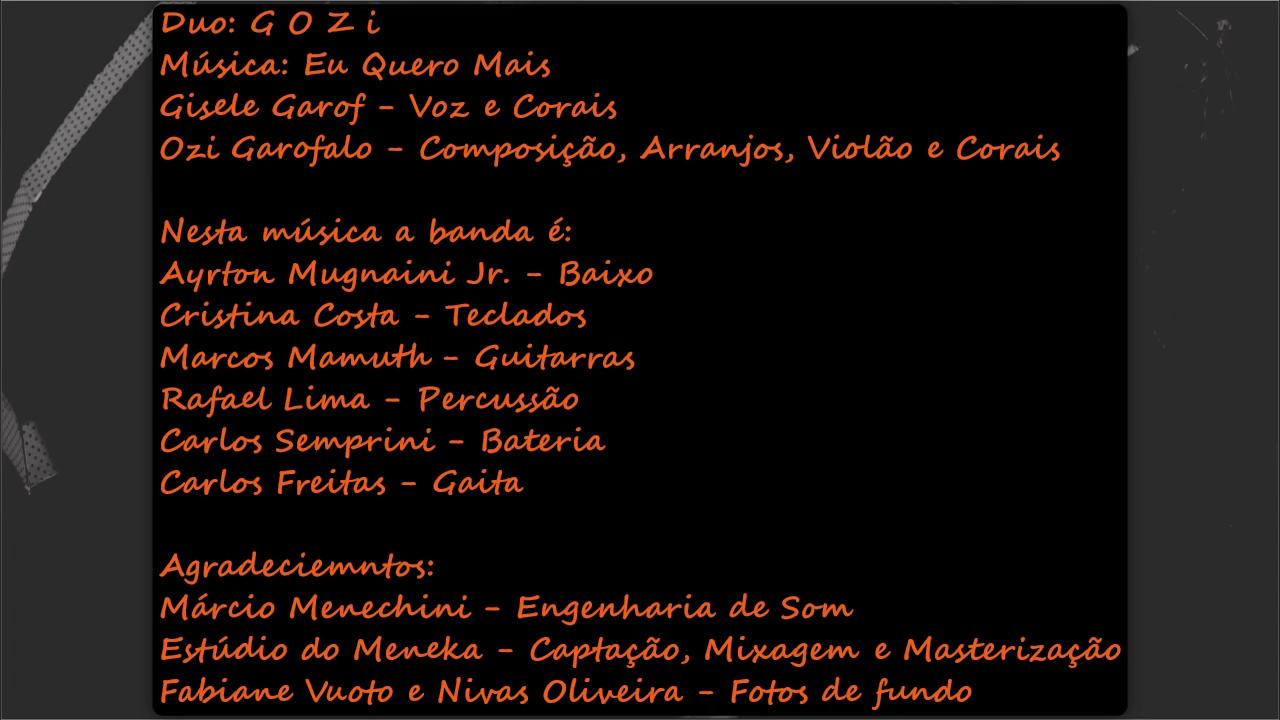 Duo: G O Z i
Música: Eu Quero Mais
Gisele Garof - Voz e Corais
Ozi Garofalo - Composição, Arranjos, Violão e Corais
Nesta música a banda é:
Ayrton Mugnaini Jr. - Baixo
Cristina Costa - Teclados
Marcos Mamuth - Guitarras
Rafael Lima - Percussão
Carlos Semprini - Bateria
Carlos Freitas - Gaita
Agradeciemntos:
Márcio Menechini - Engenharia de Som
Estúdio do Meneka - Captação, Mixagem e Masterização
Fabiane Vuoto e Nivas Oliveira - Fotos de fundo